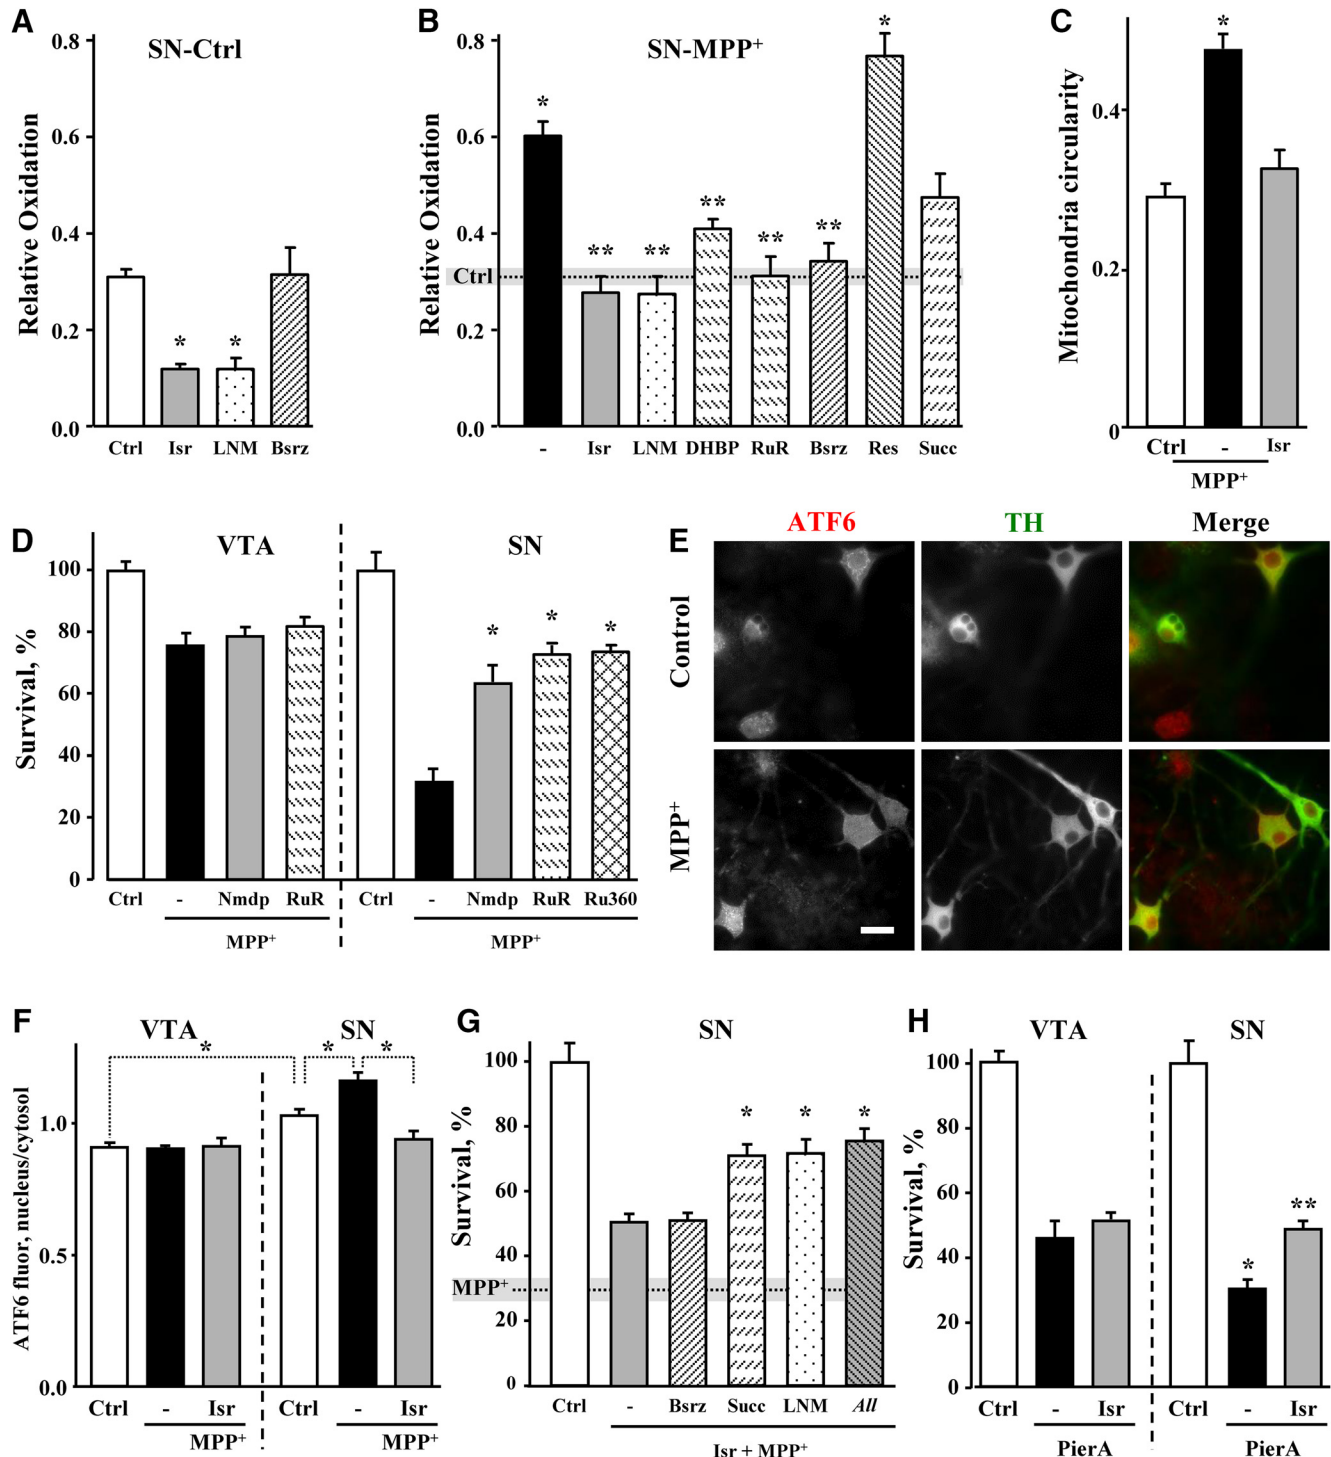 A
SN-Ctrl
Relative Oxidation
0.8
0.6
0.4
0.2
0.0
* *
Ctrl Isr LNM Bsrz
B
SN-MPP+
Relative Oxidation
0.8
0.6
0.4
0.2
0.0
Ctrl
* ** ** ** ** ** *
- Isr LNM DHBP RuR Bsrz Res Succ
C
Mitochondria circularity
0.4
0.2
0
*
Ctrl - Isr
MPP+
D
VTA SN
Survival, %
100
80
60
40
20
0
* * *
Ctrl - Nmdp RuR Ctrl - Nmdp RuR Ru360
MPP+ MPP+
E
ATF6 TH Merge
Control
MPP+
F
VTA SN
ATF6 fluor, nucleus/cytosol
1.0
0.5
0.0
* * *
Ctrl - Isr Ctrl - Isr
MPP+ MPP+
G
SN
Survival, %
100
80
60
40
20
0
MPP+
* * *
Ctrl - Bsrz Succ LNM All
Isr + MPP+
H
VTA SN
Survival, %
100
80
60
40
20
0
* **
Ctrl - Isr Ctrl - Isr
PierA PierA